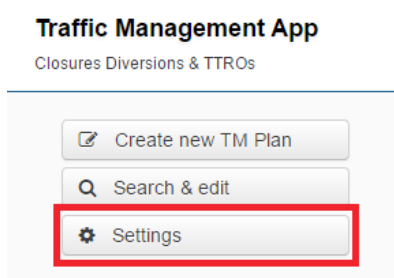 Traffic Management App
Closures Diversions & TTROs
Create new TM Plan
Search & edit
Settings